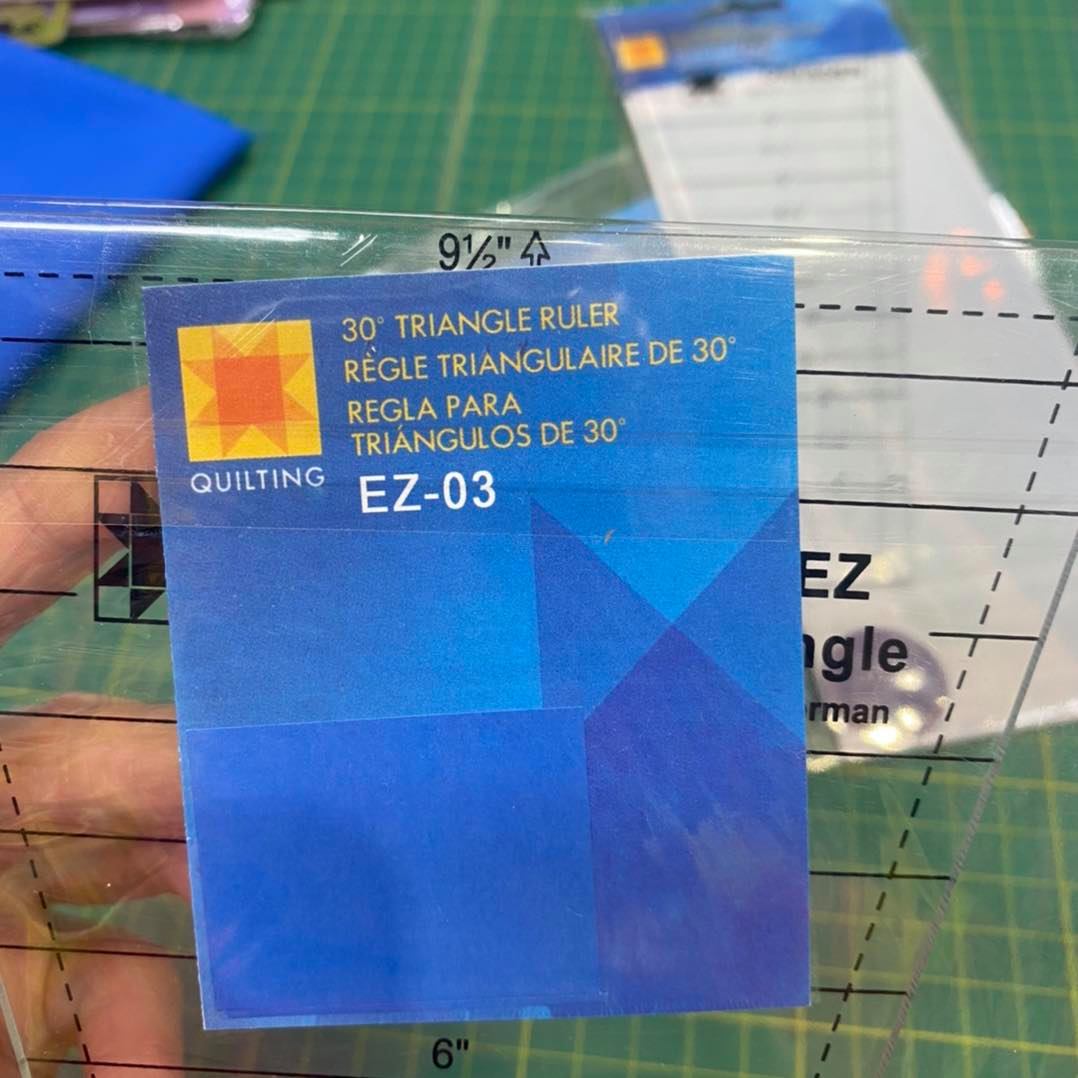 9½"
30° TRIANGLE RULER
RÈGLE TRIANGULAIRE DE 30°
REGLA PARA
TRIÁNGULOS DE 30°
QUILTING
EZ-03
EZ
ngle
rman
6"